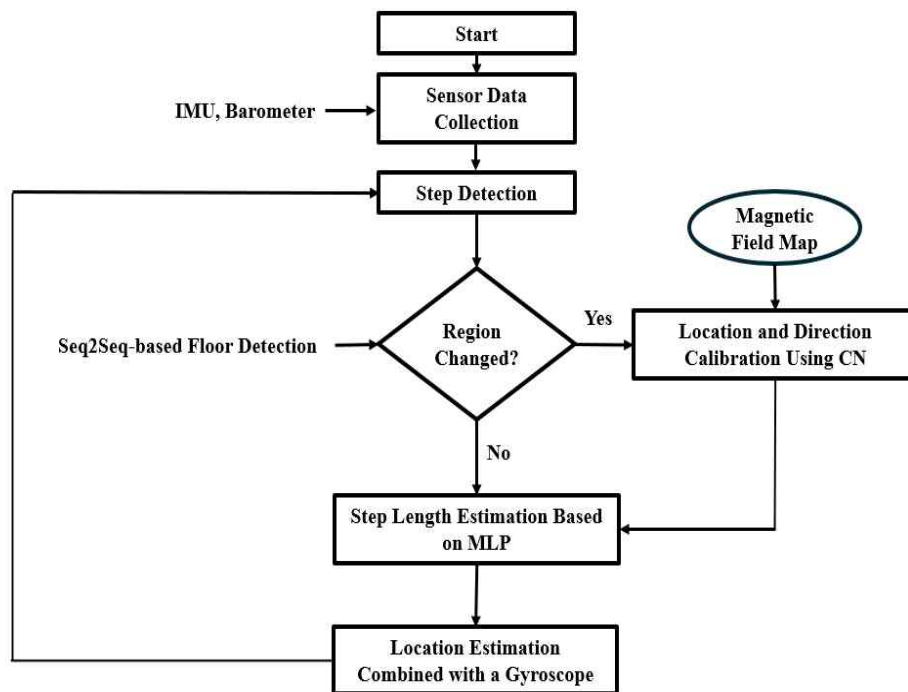 Start
IMU, Barometer
Sensor Data
Collection
Step Detection
Magnetic
Field Map
Seq2Seq-based Floor Detection
Region
Changed?
Yes
Location and Direction
Calibration Using CN
No
Step Length Estimation Based
on MLP
Location Estimation
Combined with a Gyroscope